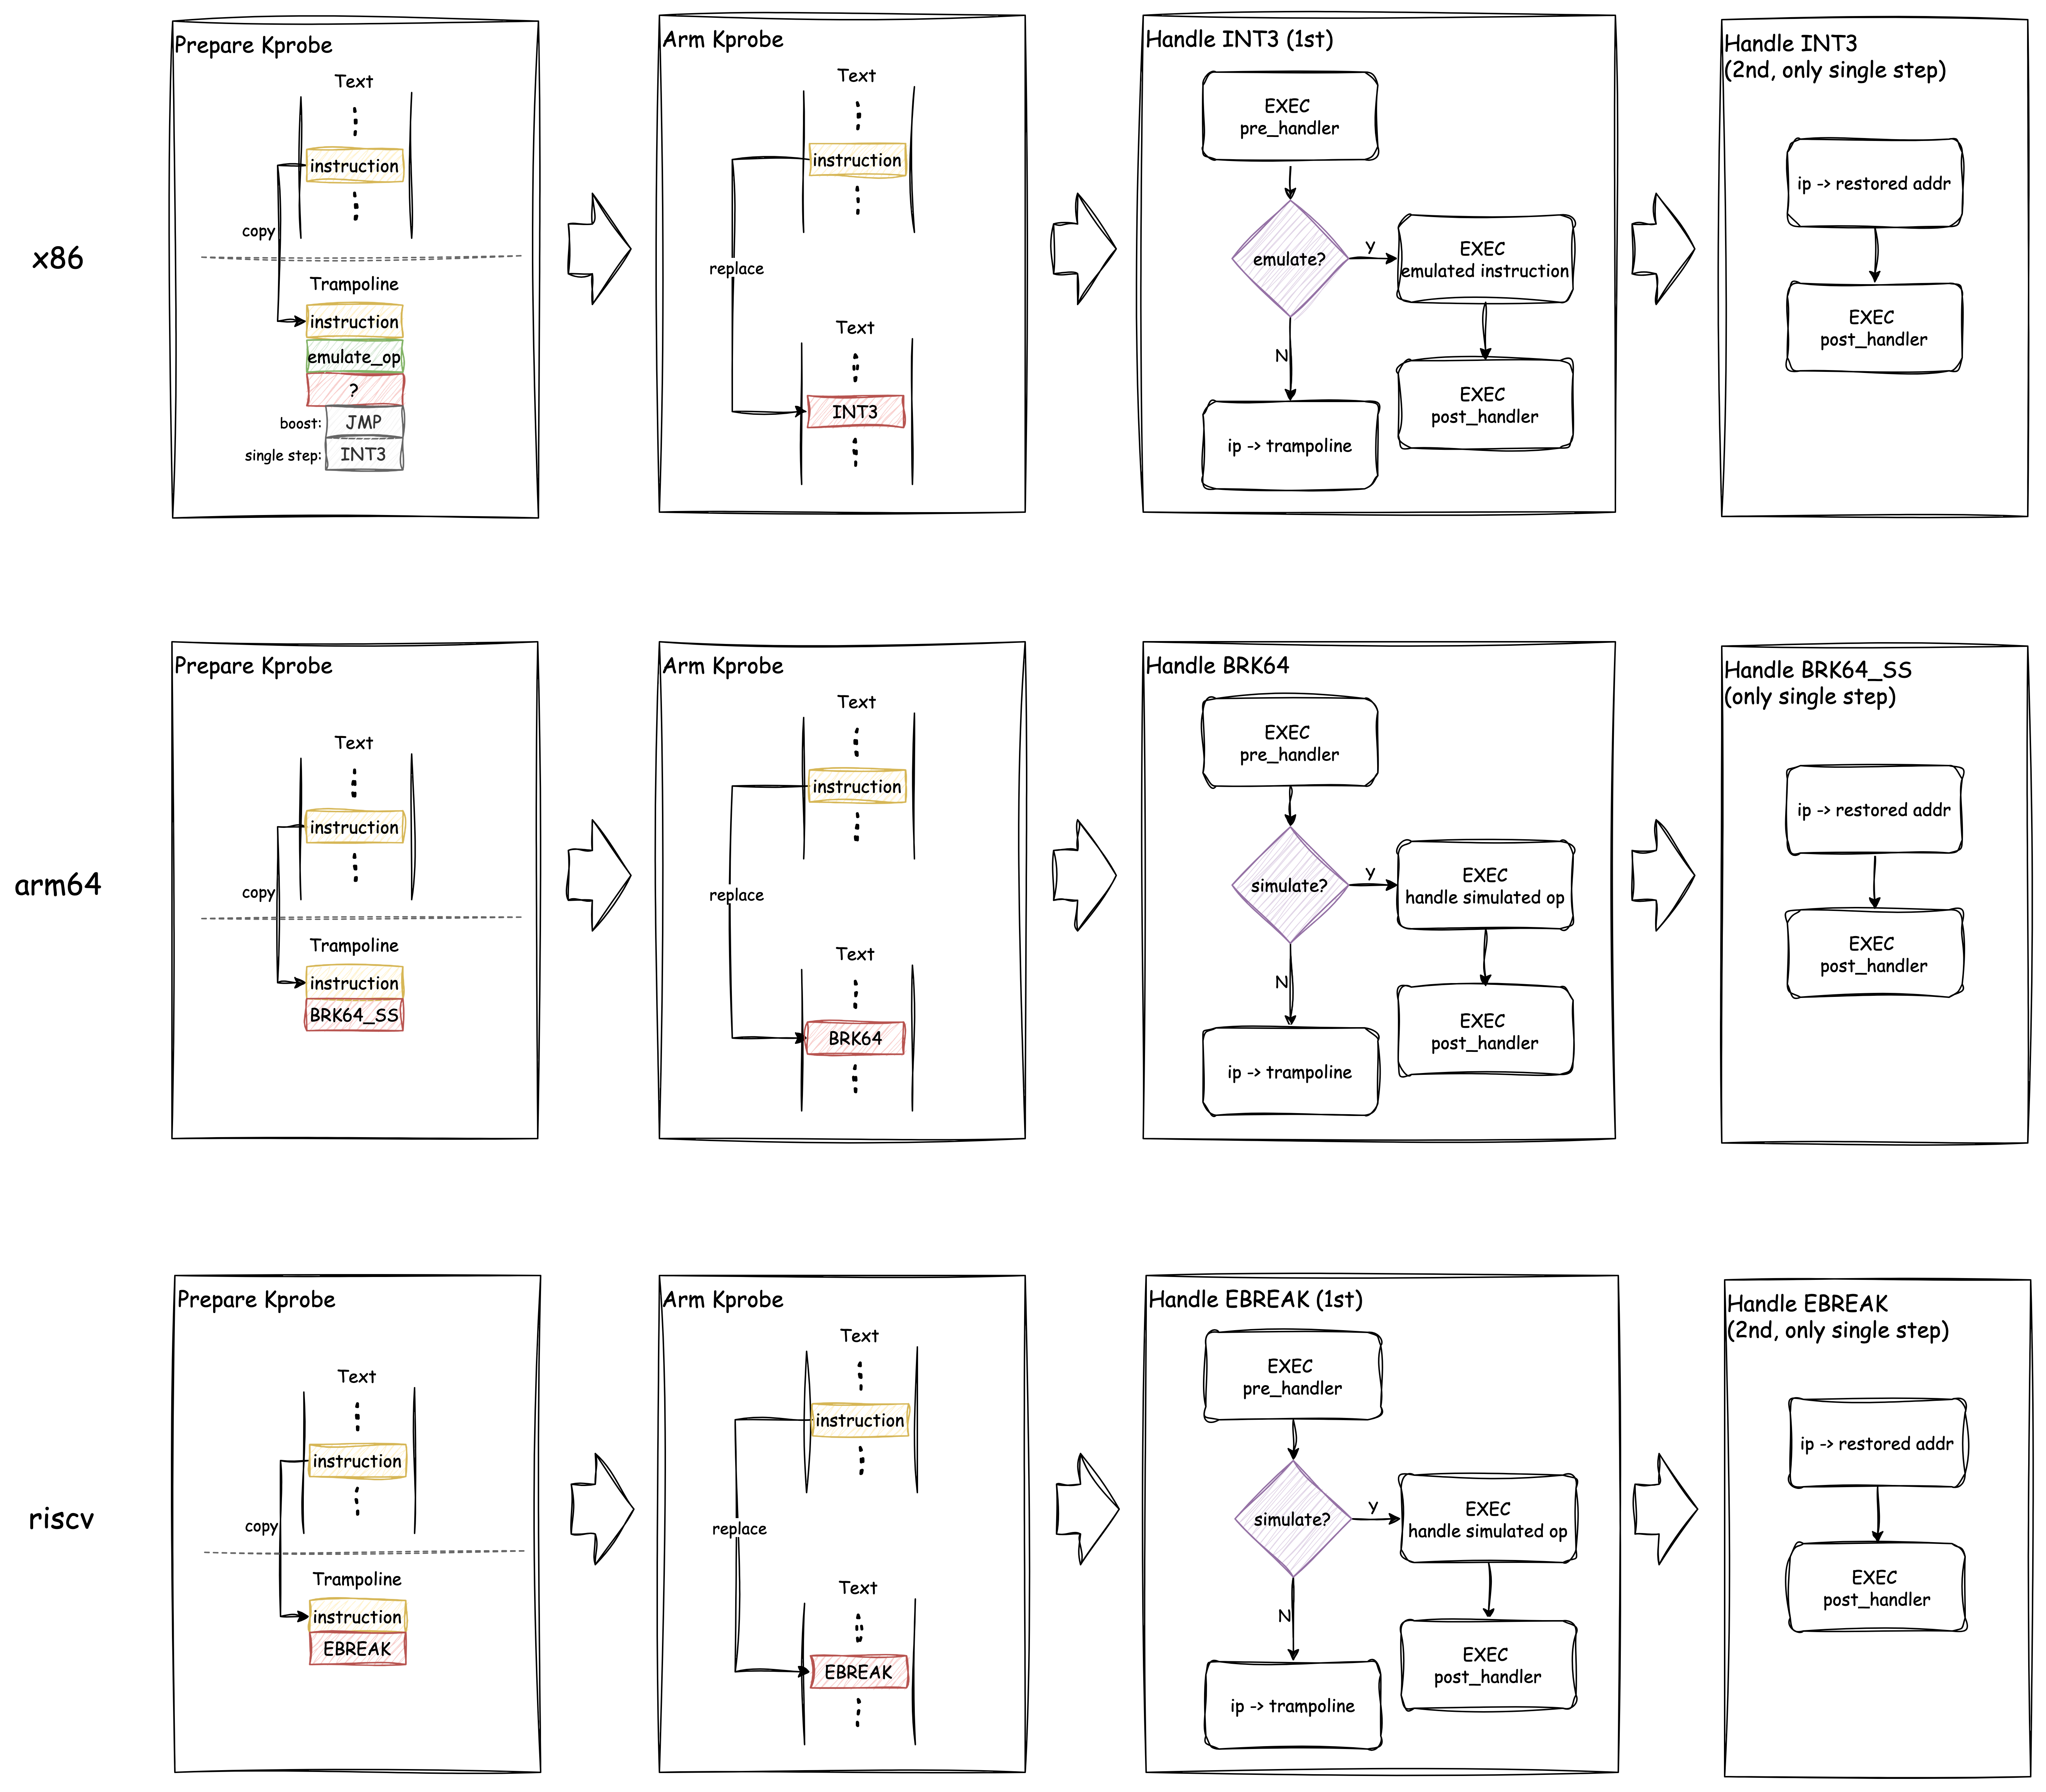 x86
Prepare Kprobe
Text
instruction
copy
Trampoline
instruction
emulate_op
?
boost:
JMP
single step:
INT3
Arm Kprobe
Text
instruction
replace
Text
INT3
Handle INT3 (1st)
EXEC
pre_handler
emulate?
Y
EXEC
emulated instruction
N
EXEC
post_handler
ip -> trampoline
Handle INT3
(2nd, only single step)
ip -> restored addr
EXEC
post_handler
arm64
Prepare Kprobe
Text
instruction
copy
Trampoline
instruction
BRK64_SS
Arm Kprobe
Text
instruction
replace
Text
BRK64
Handle BRK64
EXEC
pre_handler
simulate?
Y
EXEC
handle simulated op
N
EXEC
post_handler
ip -> trampoline
Handle BRK64_SS
(only single step)
ip -> restored addr
EXEC
post_handler
riscv
Prepare Kprobe
Text
instruction
copy
Trampoline
instruction
EBREAK
Arm Kprobe
Text
instruction
replace
Text
EBREAK
Handle EBREAK (1st)
EXEC
pre_handler
simulate?
Y
EXEC
handle simulated op
N
EXEC
post_handler
ip -> trampoline
Handle EBREAK
(2nd, only single step)
ip -> restored addr
EXEC
post_handler